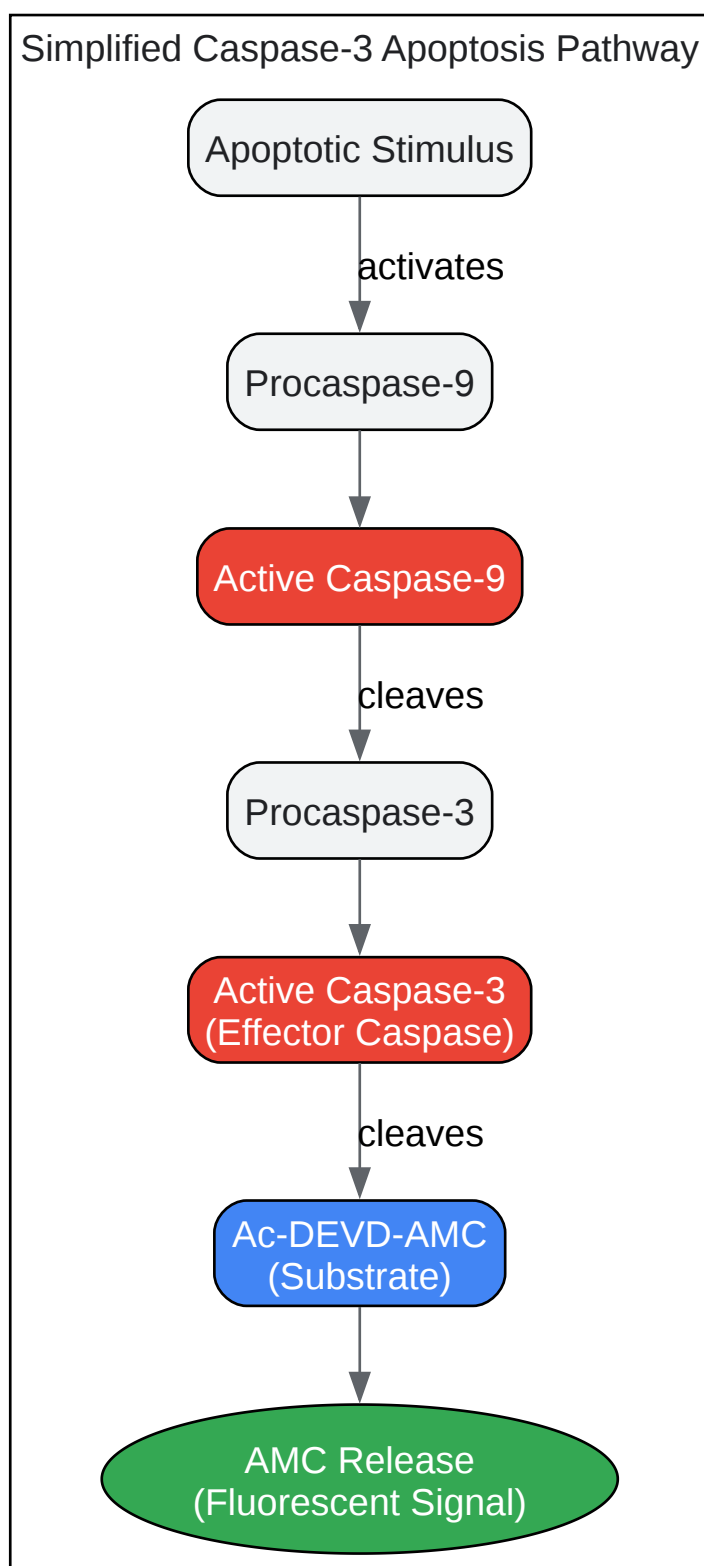 Simplified Caspase-3 Apoptosis Pathway
Apoptotic Stimulus
activates
Procaspase-9
Active Caspase-9
cleaves
Procaspase-3
Active Caspase-3
(Effector Caspase)
cleaves
Ac-DEVD-AMC
(Substrate)
AMC Release
(Fluorescent Signal)